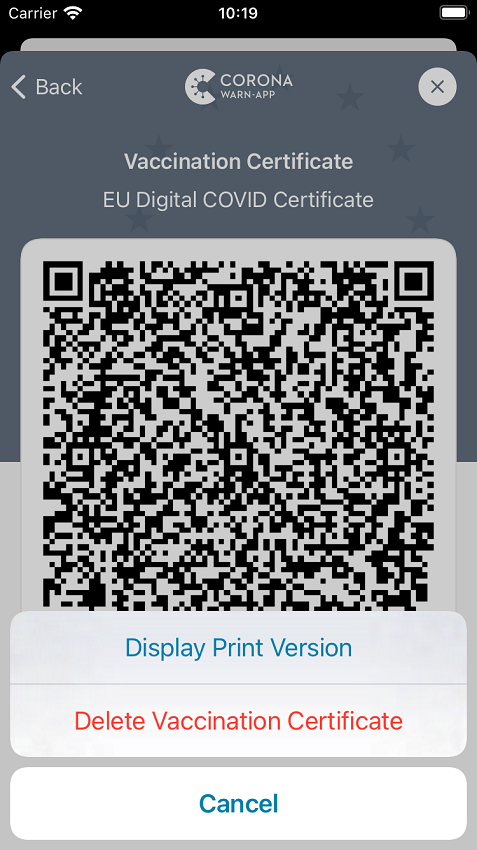 Carrier
10:19
Back
CORONA
WARN-APP
Vaccination Certificate
EU Digital COVID Certificate
Display Print Version
Delete Vaccination Certificate
Cancel